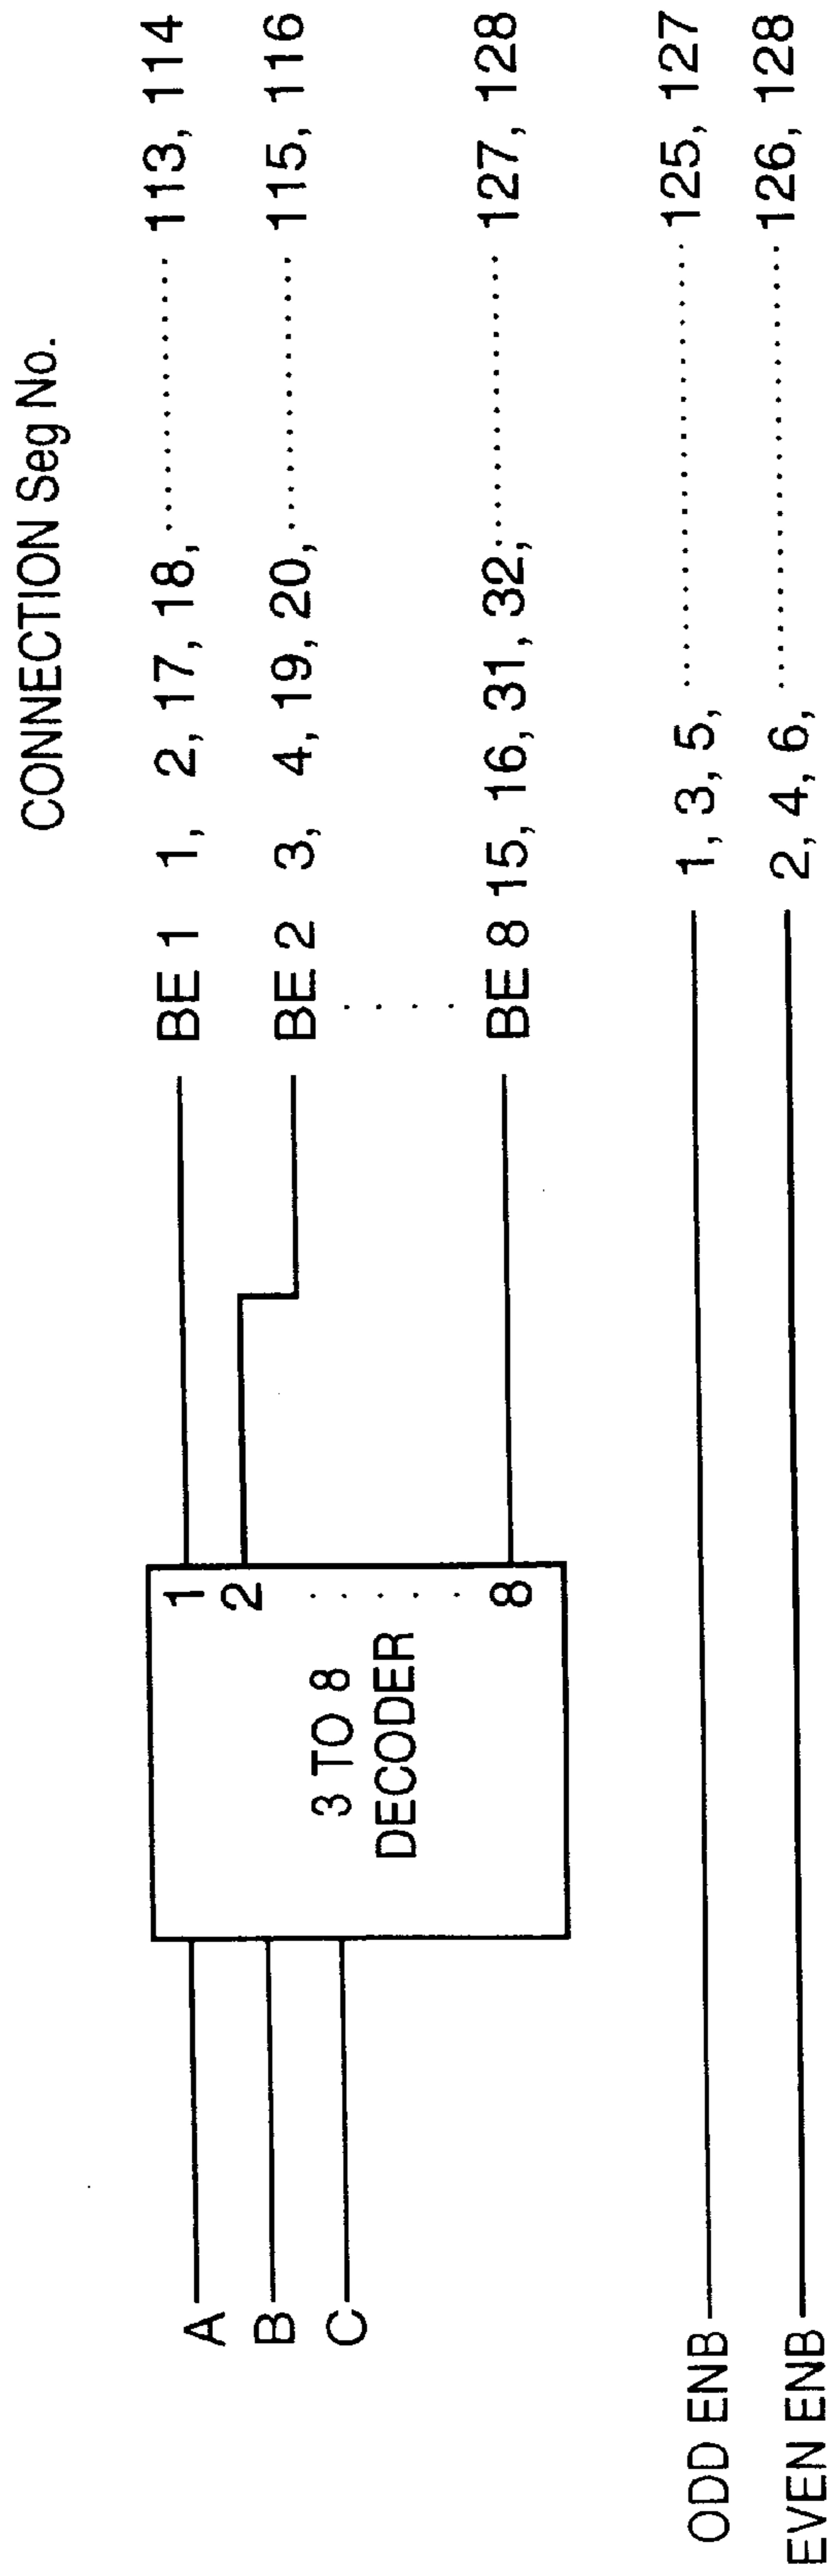 CONNECTION Seg No.
BE 1 1, 2, 17, 18, ............... 113, 114
BE 2 3, 4, 19, 20, ............... 115, 116
. . . .
BE 8 15, 16, 31, 32, ............... 127, 128
1
2
. . . . . .
8
3 TO 8
DECODER
A
B
C
ODD ENB 1, 3, 5, ........................ 125, 127
EVEN ENB 2, 4, 6, ........................ 126, 128